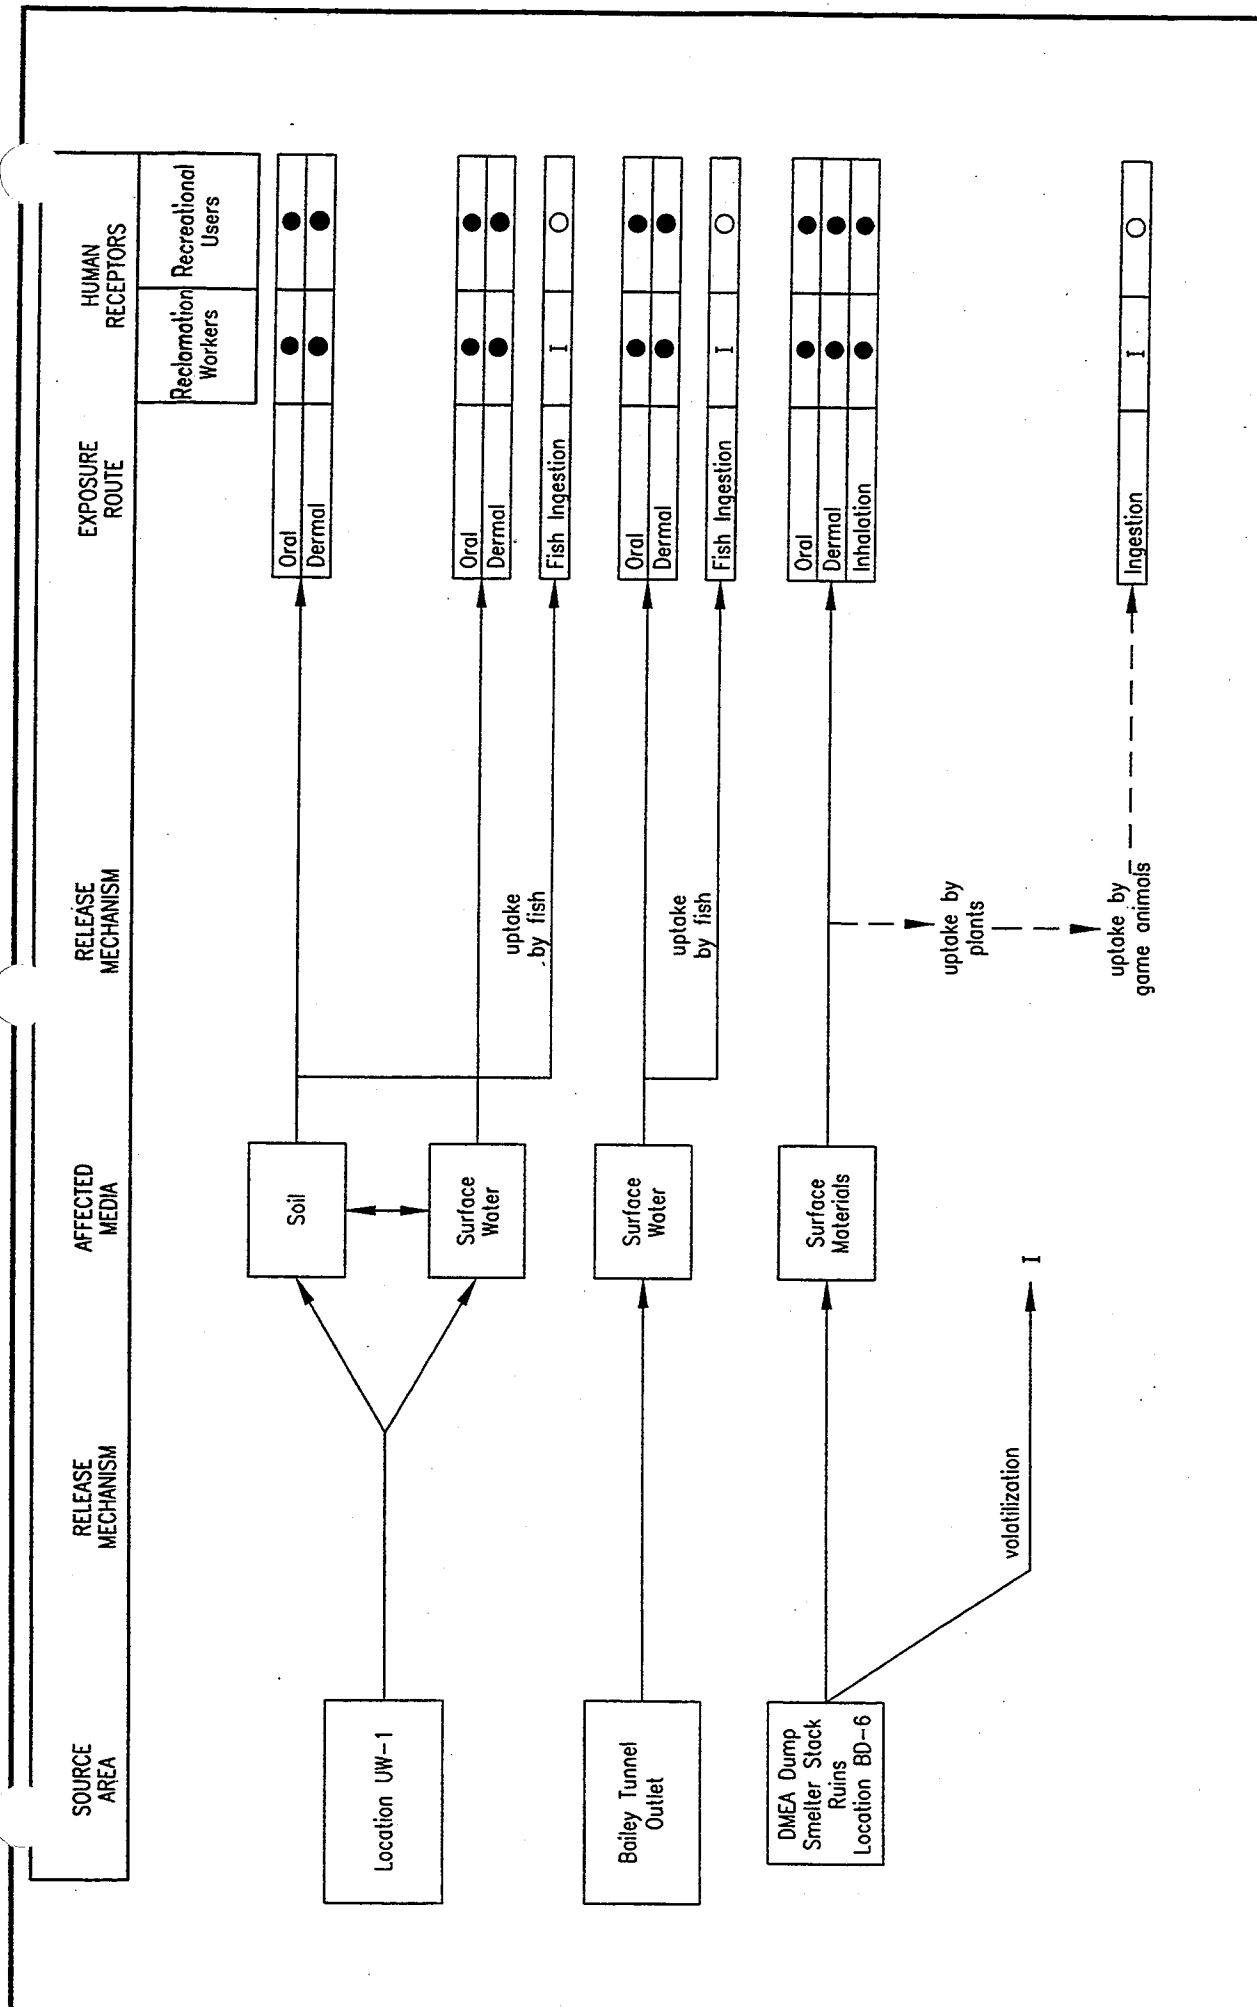 SOURCE
AREA
RELEASE
MECHANISM
AFFECTED
MEDIA
RELEASE
MECHANISM
EXPOSURE
ROUTE
HUMAN
RECEPTORS
Reclamation
Workers
Recreational
Users
Location UW-1
Soil
Oral
Dermal
Surface
Water
Oral
Dermal
uptake
by fish
Fish Ingestion
I
O
Bailey Tunnel
Outlet
Surface
Water
Oral
Dermal
uptake
by fish
Fish Ingestion
I
O
DMEA Dump
Smelter Stack
Ruins
Location BD-6
Surface
Materials
Oral
Dermal
Inhalation
uptake by
plants
volatilization
I
uptake by
game animals
Ingestion
I
O